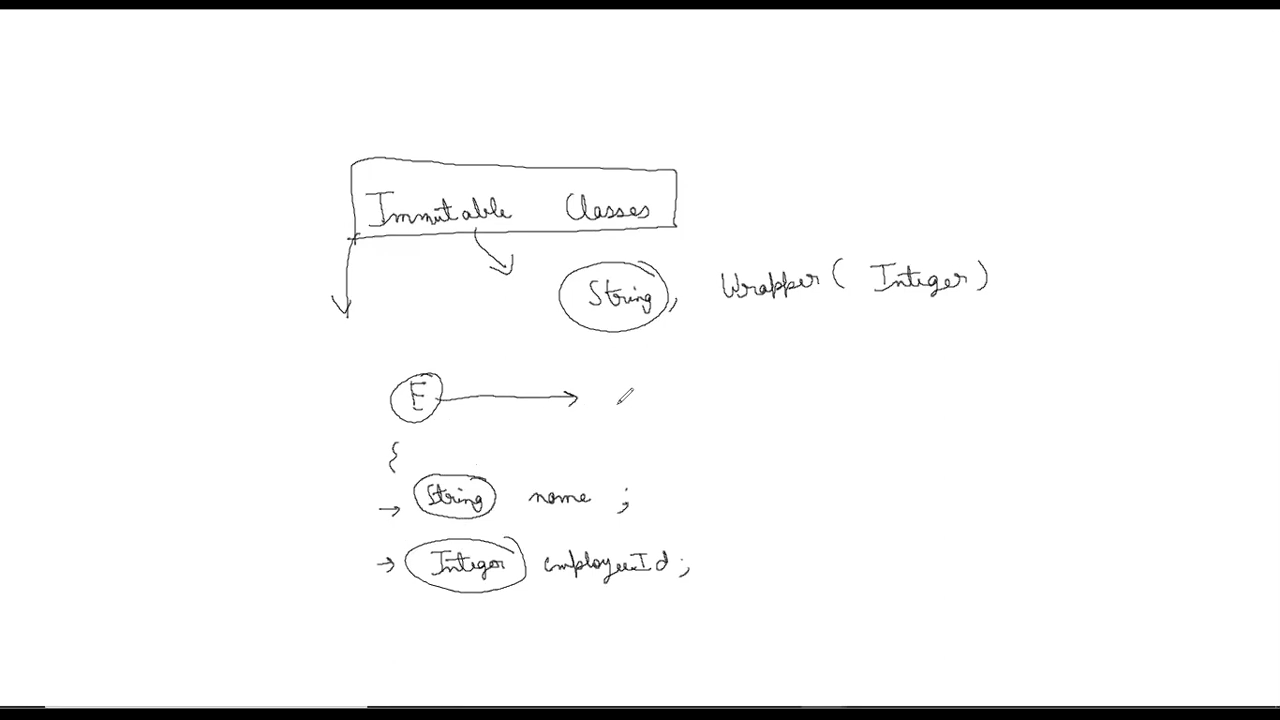 Immutable Classes
String, Wrapper ( Integer )
E
{
String name ;
Integer employeeId ;